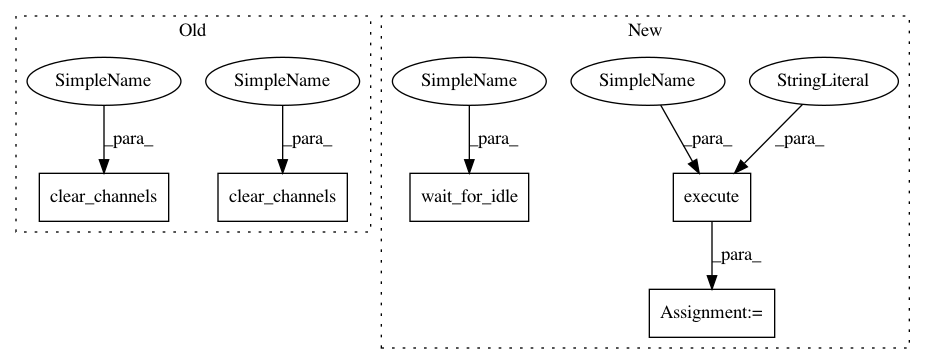 Old
New
SimpleName
SimpleName
SimpleName
SimpleName
StringLiteral
_para_
_para_
_para_
_para_
_para_
clear_channels
clear_channels
wait_for_idle
execute
_para_
Assignment:=